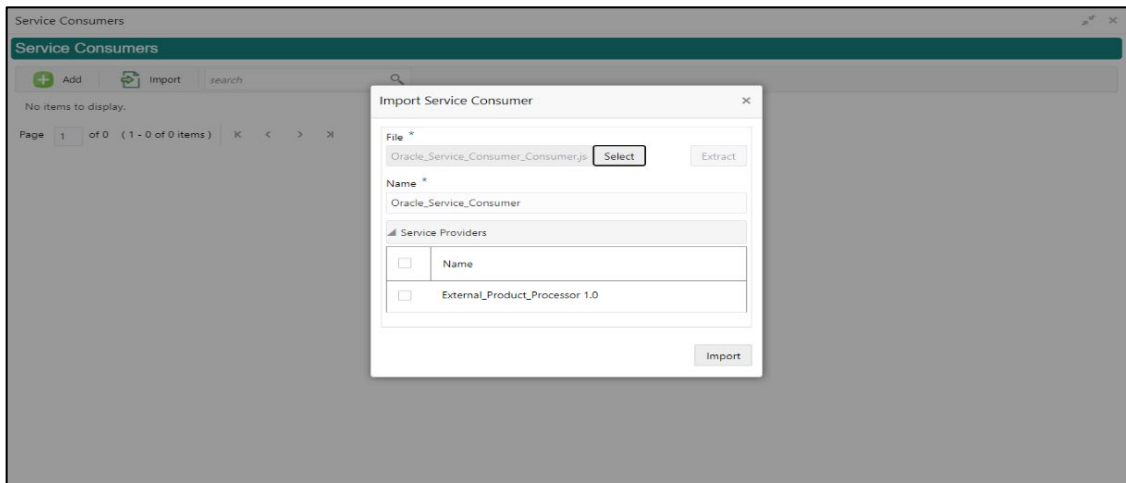 Service Consumers
Service Consumers
Add Import search
No items to display.
Page 1 of 0 (1 - 0 of 0 items)
Import Service Consumer
File *
Oracle_Service_Consumer_Consumer.js Select Extract
Name *
Oracle_Service_Consumer
Service Providers
Name
External_Product_Processor 1.0
Import